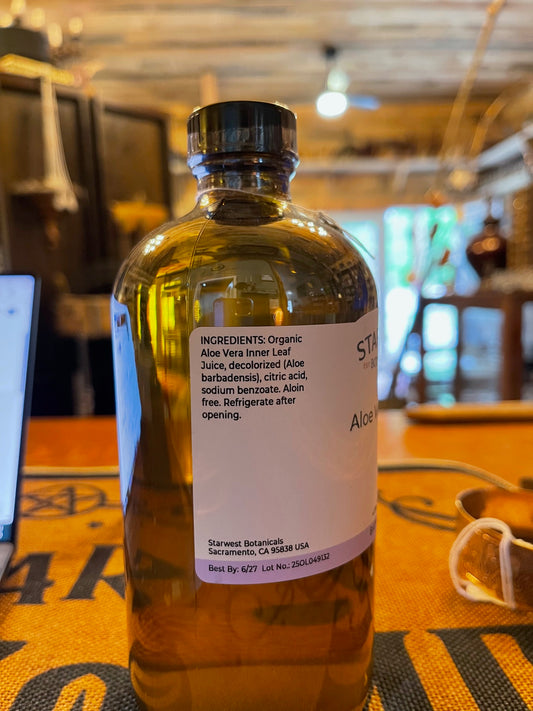 INGREDIENTS: Organic
Aloe Vera Inner Leaf
Juice, decolorized (Aloe
barbadensis), citric acid,
sodium benzoate. Aloin
free. Refrigerate after
opening.
STA
Aloe
Starwest Botanicals
Sacramento, CA 95838 USA
Best By: 6/27 Lot No.: 25OL049132